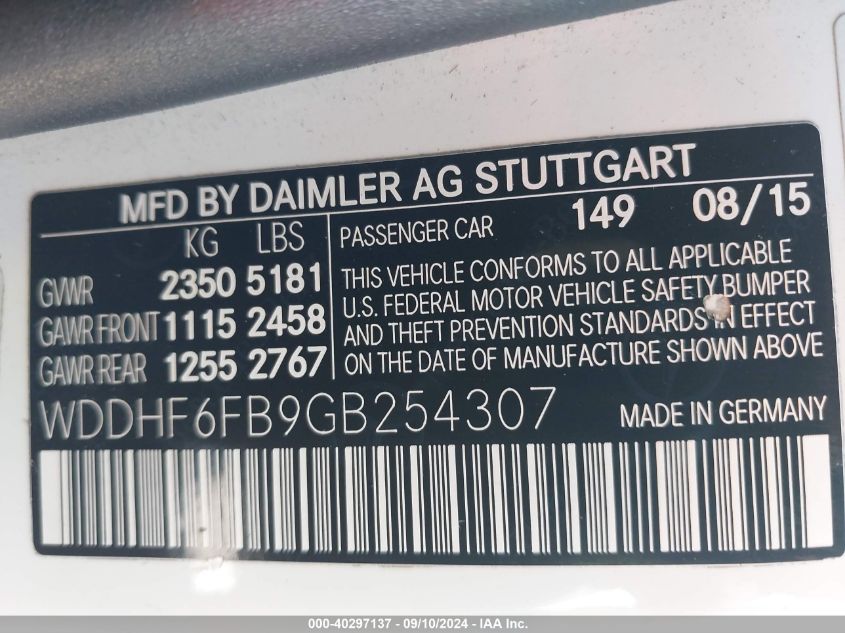 MFD BY DAIMLER AG STUTTGART
KG LBS
GVWR 2350 5181
GAWR FRONT 1115 2458
GAWR REAR 1255 2767
PASSENGER CAR 149 08/15
THIS VEHICLE CONFORMS TO ALL APPLICABLE
U.S. FEDERAL MOTOR VEHICLE SAFETY BUMPER
AND THEFT PREVENTION STANDARDS IN EFFECT
ON THE DATE OF MANUFACTURE SHOWN ABOVE
WDDHF6FB9GB254307 MADE IN GERMANY
000-40297137 - 09/10/2024 - IAA Inc.